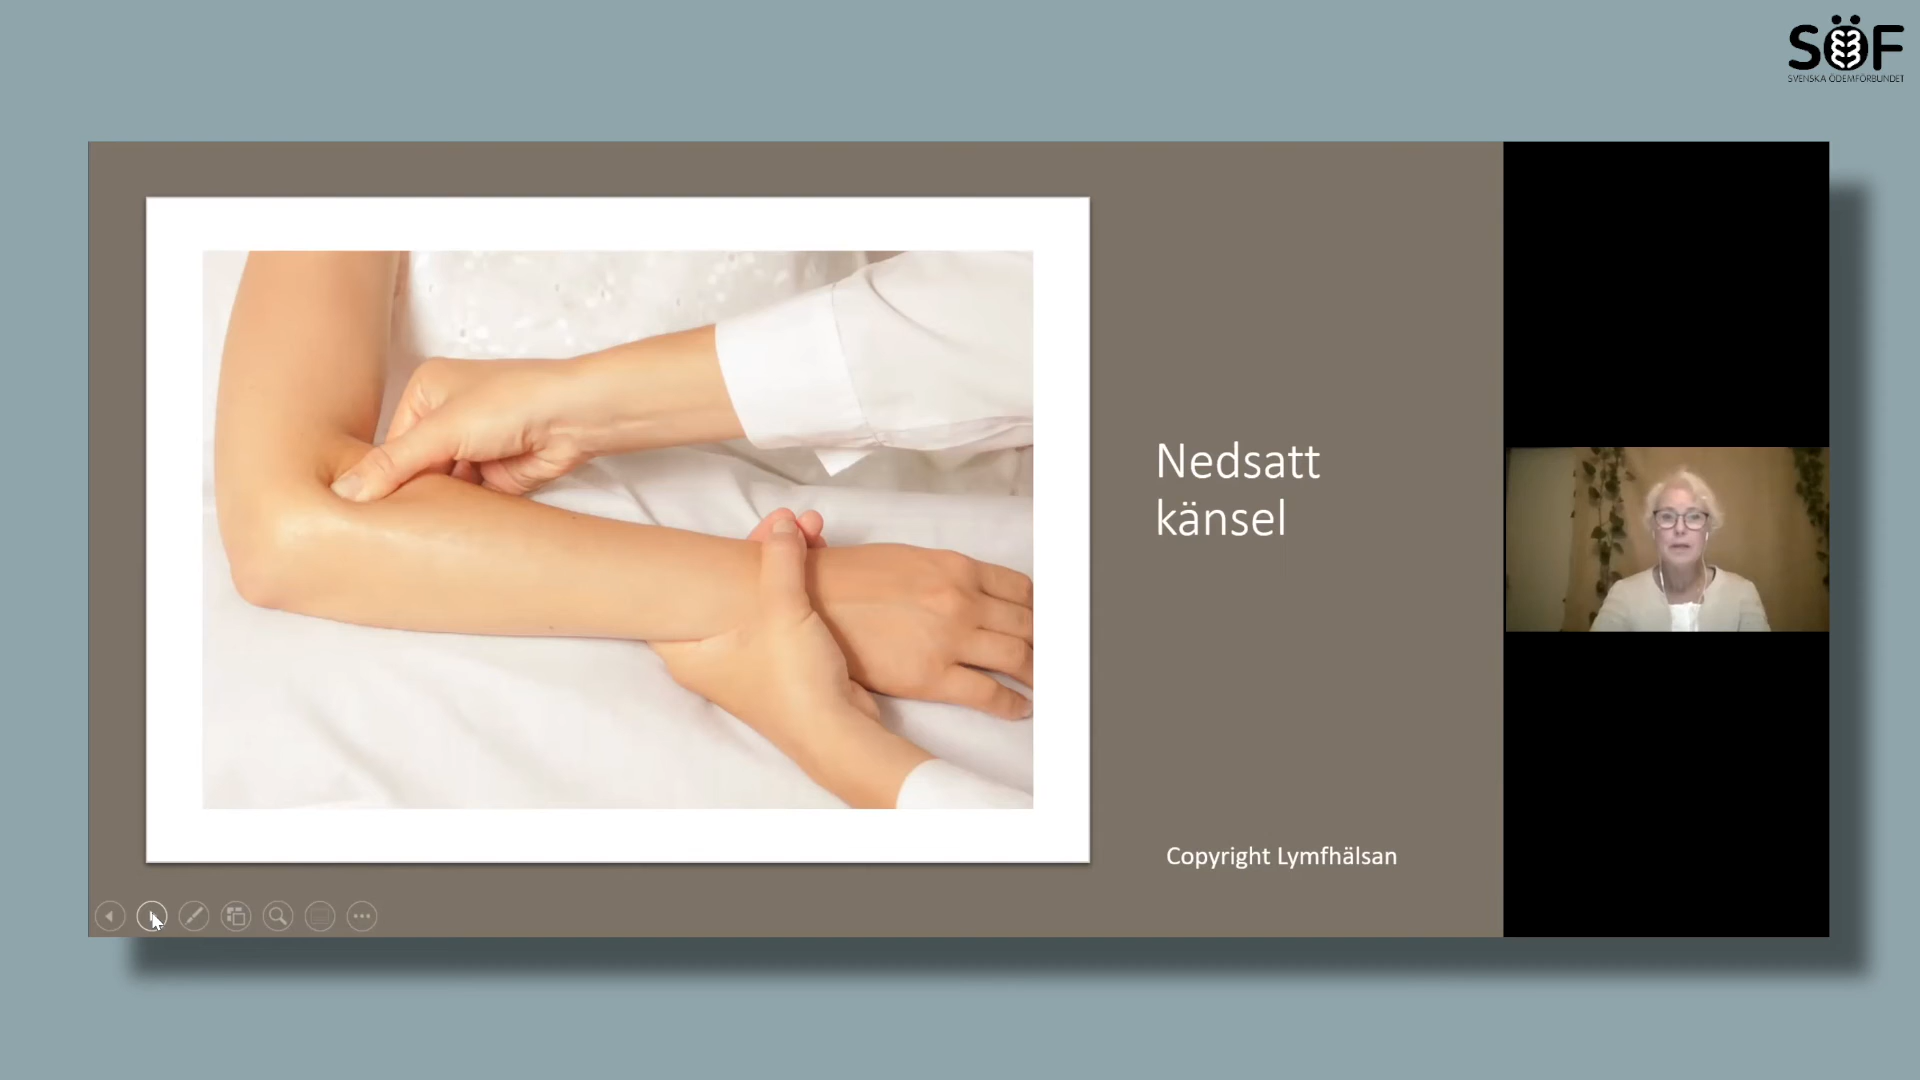 SÖF
SVENSKA ÖDEMFÖRBUNDET
Nedsatt
känsel
Copyright Lymfhälsan